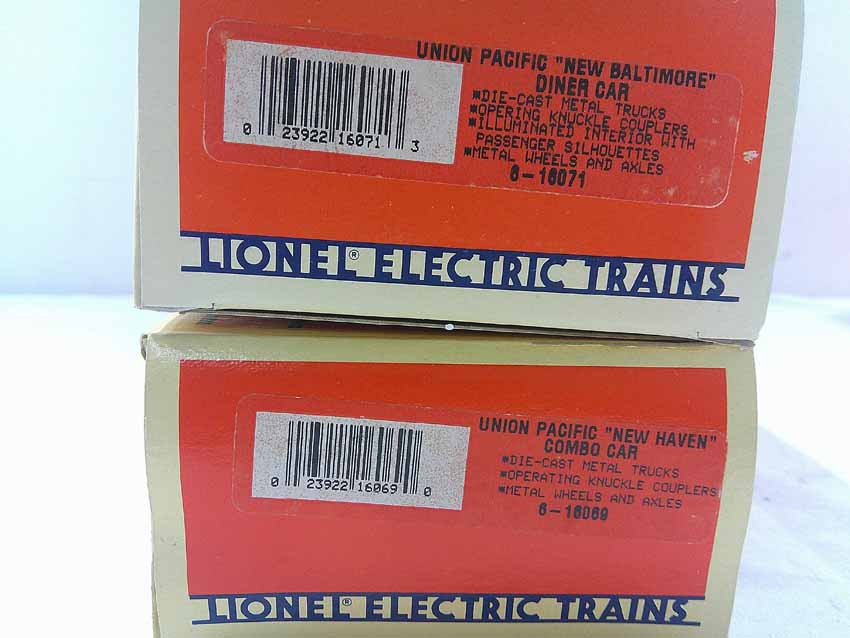 UNION PACIFIC "NEW BALTIMORE"
DINER CAR
*DIE-CAST METAL TRUCKS
*OPERING KNUCKLE COUPLERS
*ILLUMINATED INTERIOR WITH
PASSENGER SILHOUETTES
*METAL WHEELS AND AXLES
6-16071
0 23922 16071 3
LIONEL® ELECTRIC TRAINS
UNION PACIFIC "NEW HAVEN"
COMBO CAR
*DIE-CAST METAL TRUCKS
*OPERATING KNUCKLE COUPLERS
*METAL WHEELS AND AXLES
6-16069
0 23922 16069 0
LIONEL® ELECTRIC TRAINS